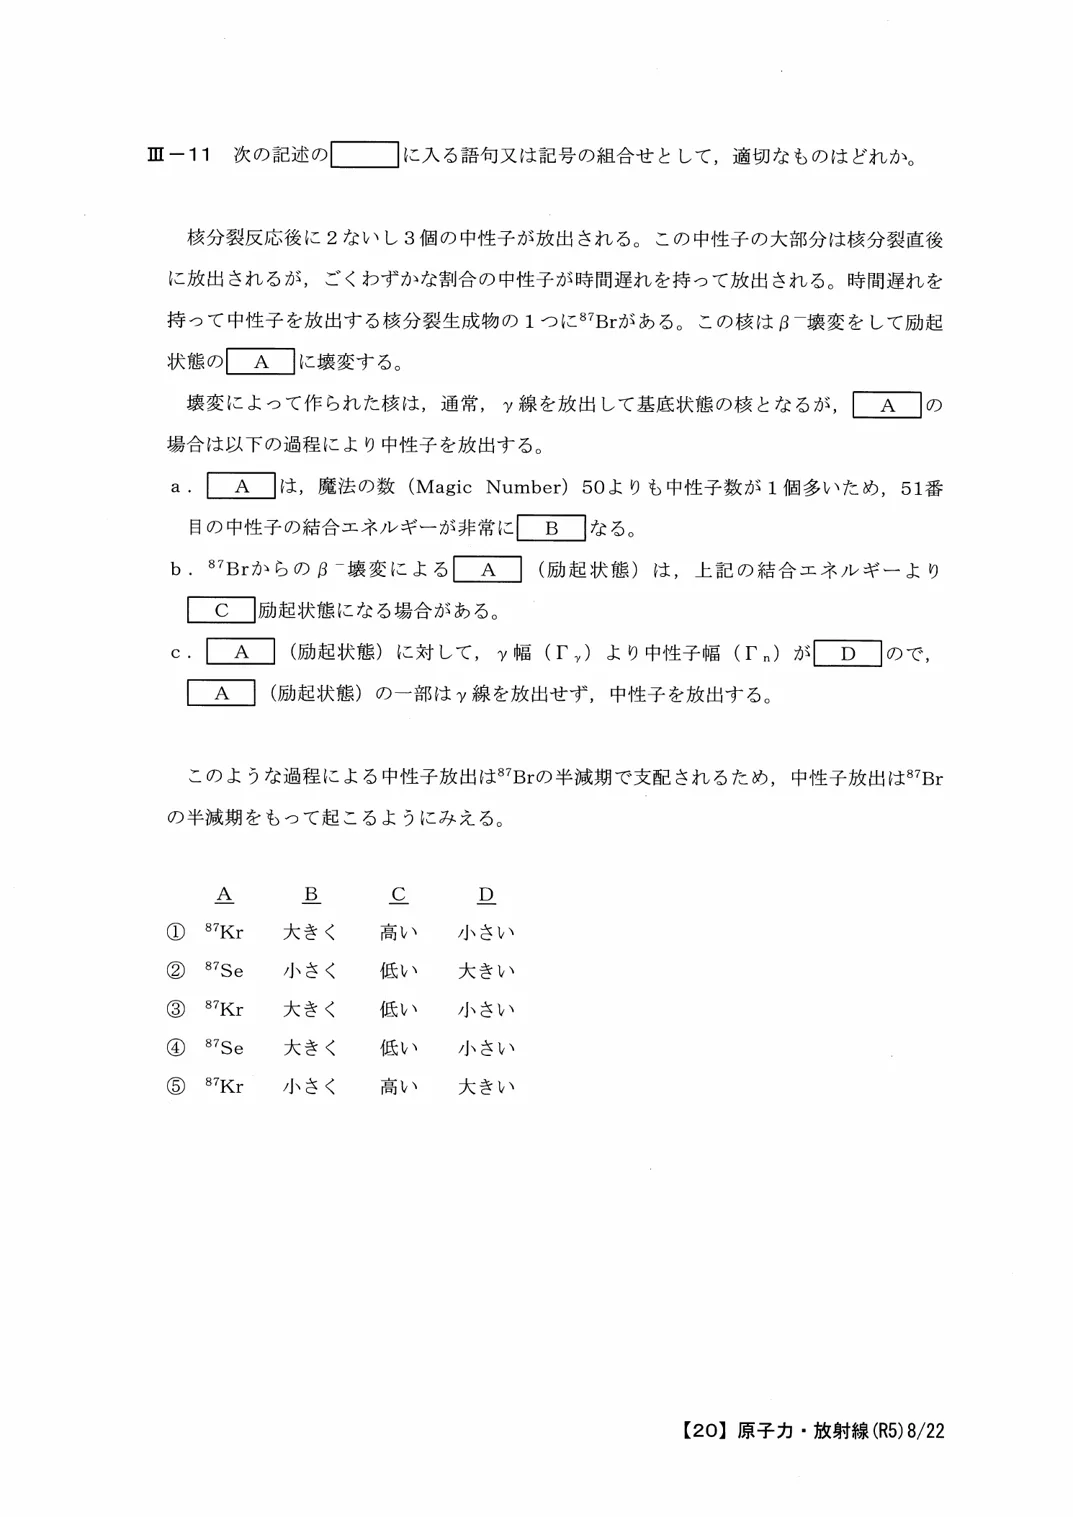 Ⅲ－11 次の記述の　　　に入る語句又は記号の組合せとして，適切なものはどれか。
核分裂反応後に２ないし３個の中性子が放出される。この中性子の大部分は核分裂直後
に放出されるが，ごくわずかな割合の中性子が時間遅れを持って放出される。時間遅れを
持って中性子を放出する核分裂生成物の１つに⁸⁷Brがある。この核はβ⁻壊変をして励起
状態の A に壊変する。
壊変によって作られた核は，通常，γ線を放出して基底状態の核となるが， A の
場合は以下の過程により中性子を放出する。
a． A は，魔法の数（Magic Number）50よりも中性子数が１個多いため，51番
目の中性子の結合エネルギーが非常に B なる。
b．⁸⁷Brからのβ⁻壊変による A （励起状態）は，上記の結合エネルギーより
C 励起状態になる場合がある。
c． A （励起状態）に対して，γ幅（Γγ）より中性子幅（Γn）が D ので，
A （励起状態）の一部はγ線を放出せず，中性子を放出する。
このような過程による中性子放出は⁸⁷Brの半減期で支配されるため，中性子放出は⁸⁷Br
の半減期をもって起こるようにみえる。
A B C D
① ⁸⁷Kr 大きく 高い 小さい
② ⁸⁷Se 小さく 低い 大きい
③ ⁸⁷Kr 大きく 低い 小さい
④ ⁸⁷Se 大きく 低い 小さい
⑤ ⁸⁷Kr 小さく 高い 大きい
【20】原子力・放射線(R5)8/22